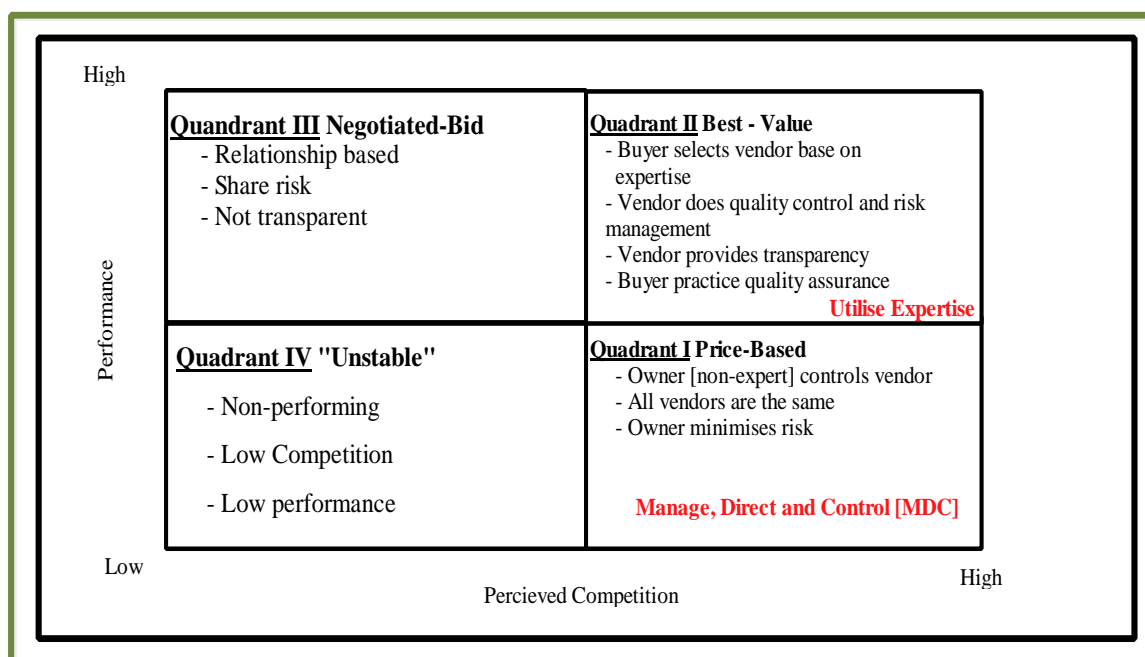 High
Quandrant III Negotiated-Bid
- Relationship based
- Share risk
- Not transparent
Quadrant II Best - Value
- Buyer selects vendor base on
expertise
- Vendor does quality control and risk
management
- Vendor provides transparency
- Buyer practice quality assurance
Utilise Expertise
Performance
Quadrant IV "Unstable"
- Non-performing
- Low Competition
- Low performance
Quadrant I Price-Based
- Owner [non-expert] controls vendor
- All vendors are the same
- Owner minimises risk
Manage, Direct and Control [MDC]
Low
High
Percieved Competition